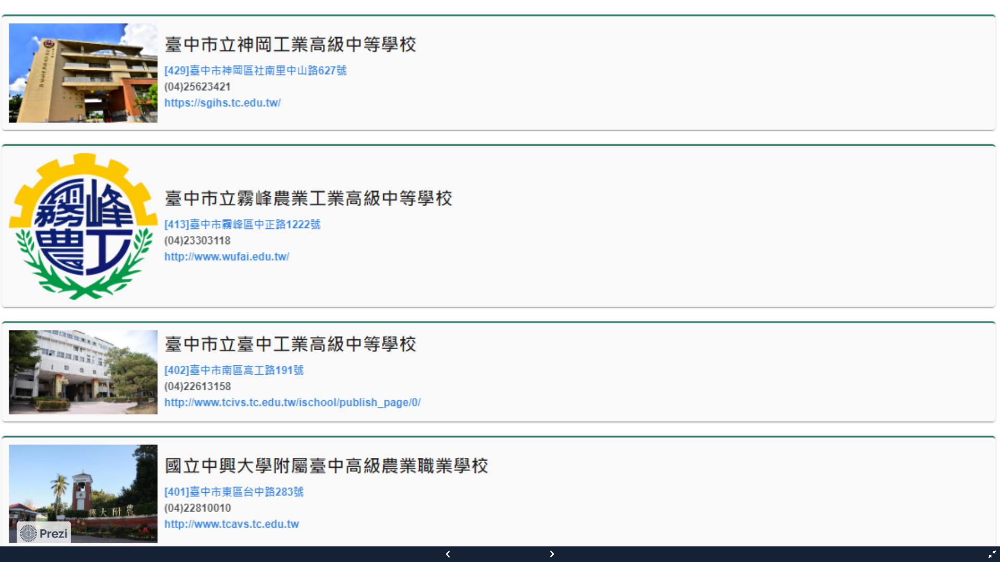 臺中市立神岡工業高級中等學校
[429]臺中市神岡區社南里中山路627號
(04)25623421
https://sgihs.tc.edu.tw/
霧峰
農工
臺中市立霧峰農業工業高級中等學校
[413]臺中市霧峰區中正路1222號
(04)23303118
http://www.wufai.edu.tw/
臺中市立臺中工業高級中等學校
[402]臺中市南區高工路191號
(04)22613158
http://www.tcivs.tc.edu.tw/ischool/publish_page/0/
國立中興大學附屬臺中高級農業職業學校
[401]臺中市東區台中路283號
(04)22810010
http://www.tcavs.tc.edu.tw
興大附農
Prezi